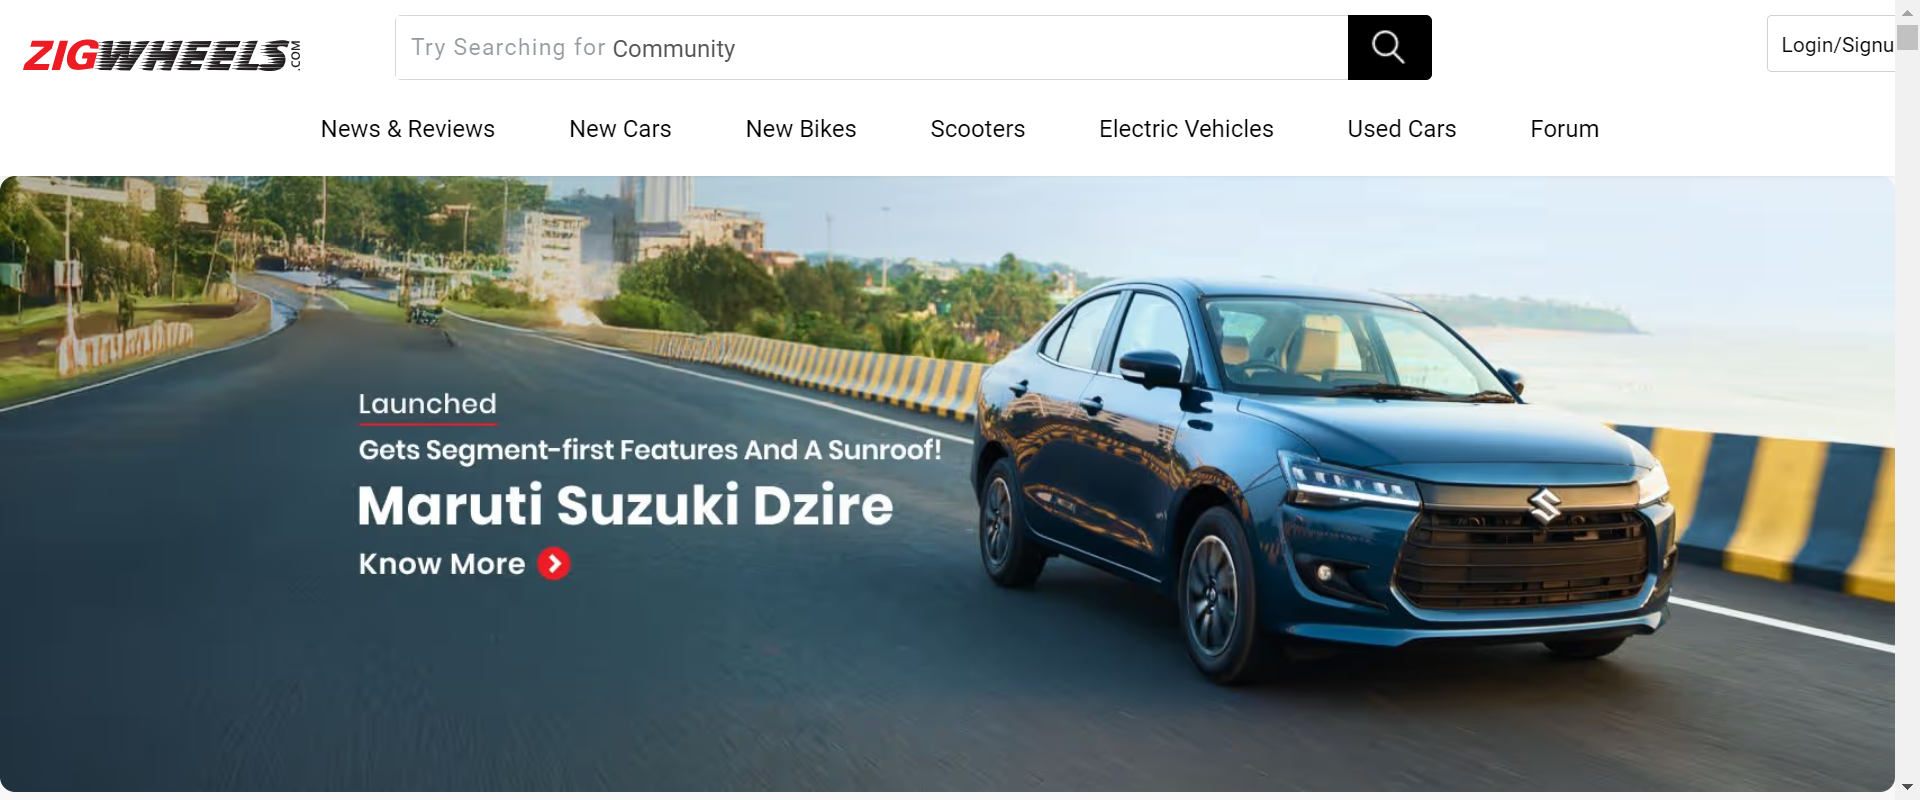 ZIGWHEELS.COM
Try Searching for Community
Login/Signu
News & Reviews New Cars New Bikes Scooters Electric Vehicles Used Cars Forum
Launched
Gets Segment-first Features And A Sunroof!
Maruti Suzuki Dzire
Know More